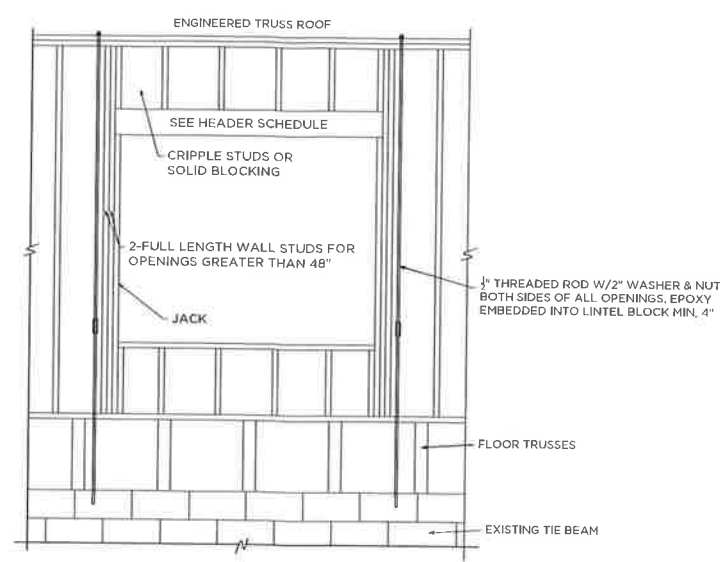 ENGINEERED TRUSS ROOF
SEE HEADER SCHEDULE
CRIPPLE STUDS OR
SOLID BLOCKING
2-FULL LENGTH WALL STUDS FOR
OPENINGS GREATER THAN 48"
JACK
½" THREADED ROD W/2" WASHER & NUT
BOTH SIDES OF ALL OPENINGS, EPOXY
EMBEDDED INTO LINTEL BLOCK MIN. 4"
FLOOR TRUSSES
EXISTING TIE BEAM